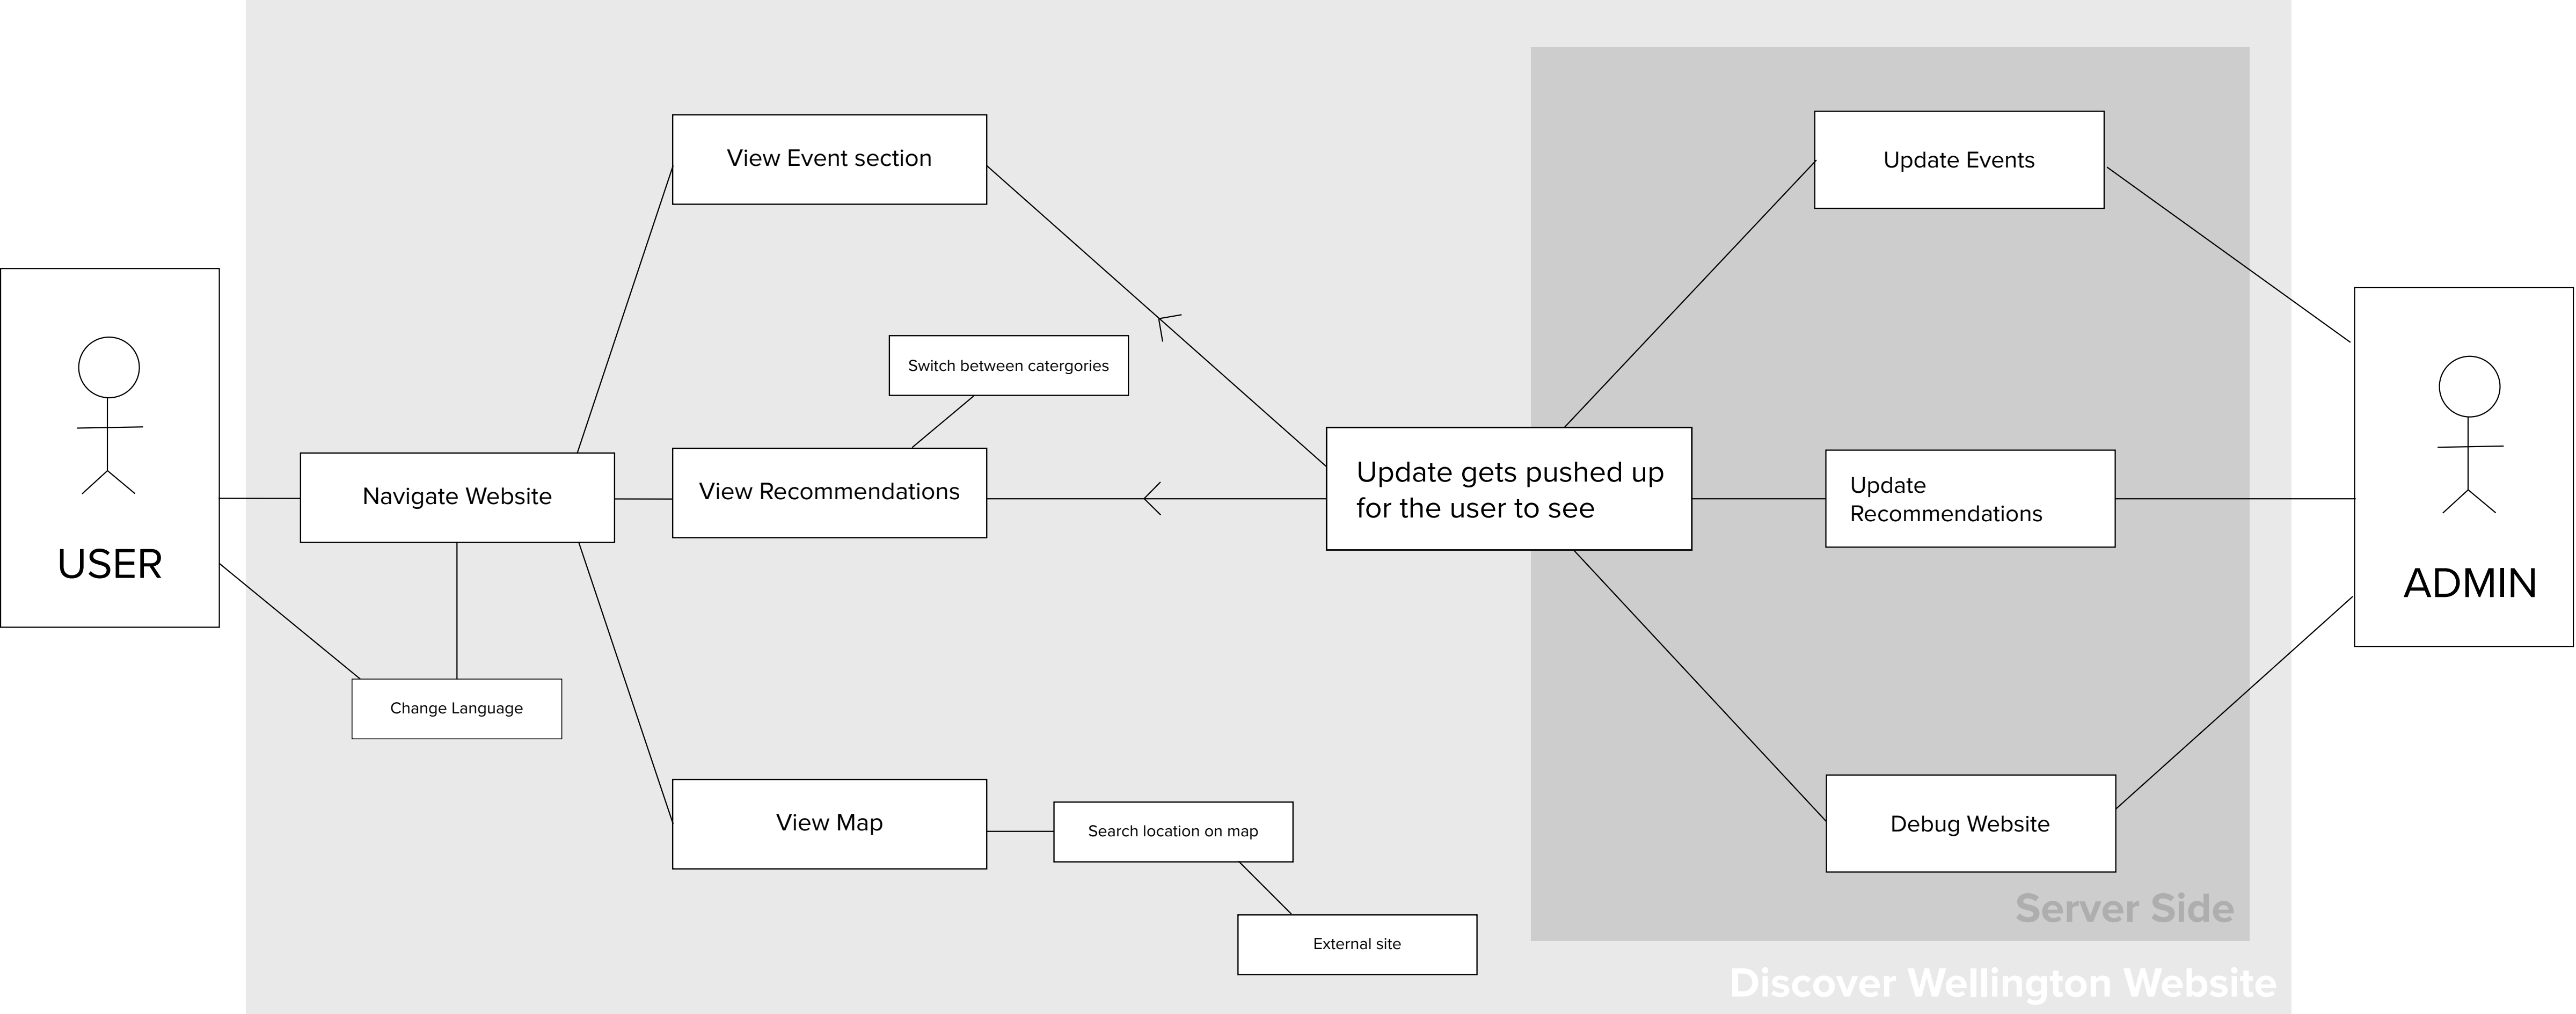 View Event section
Update Events
Switch between catergories
Navigate Website
View Recommendations
Update gets pushed up
for the user to see
Update
Recommendations
USER
ADMIN
Change Language
View Map
Search location on map
Debug Website
External site
Server Side
Discover Wellington Website